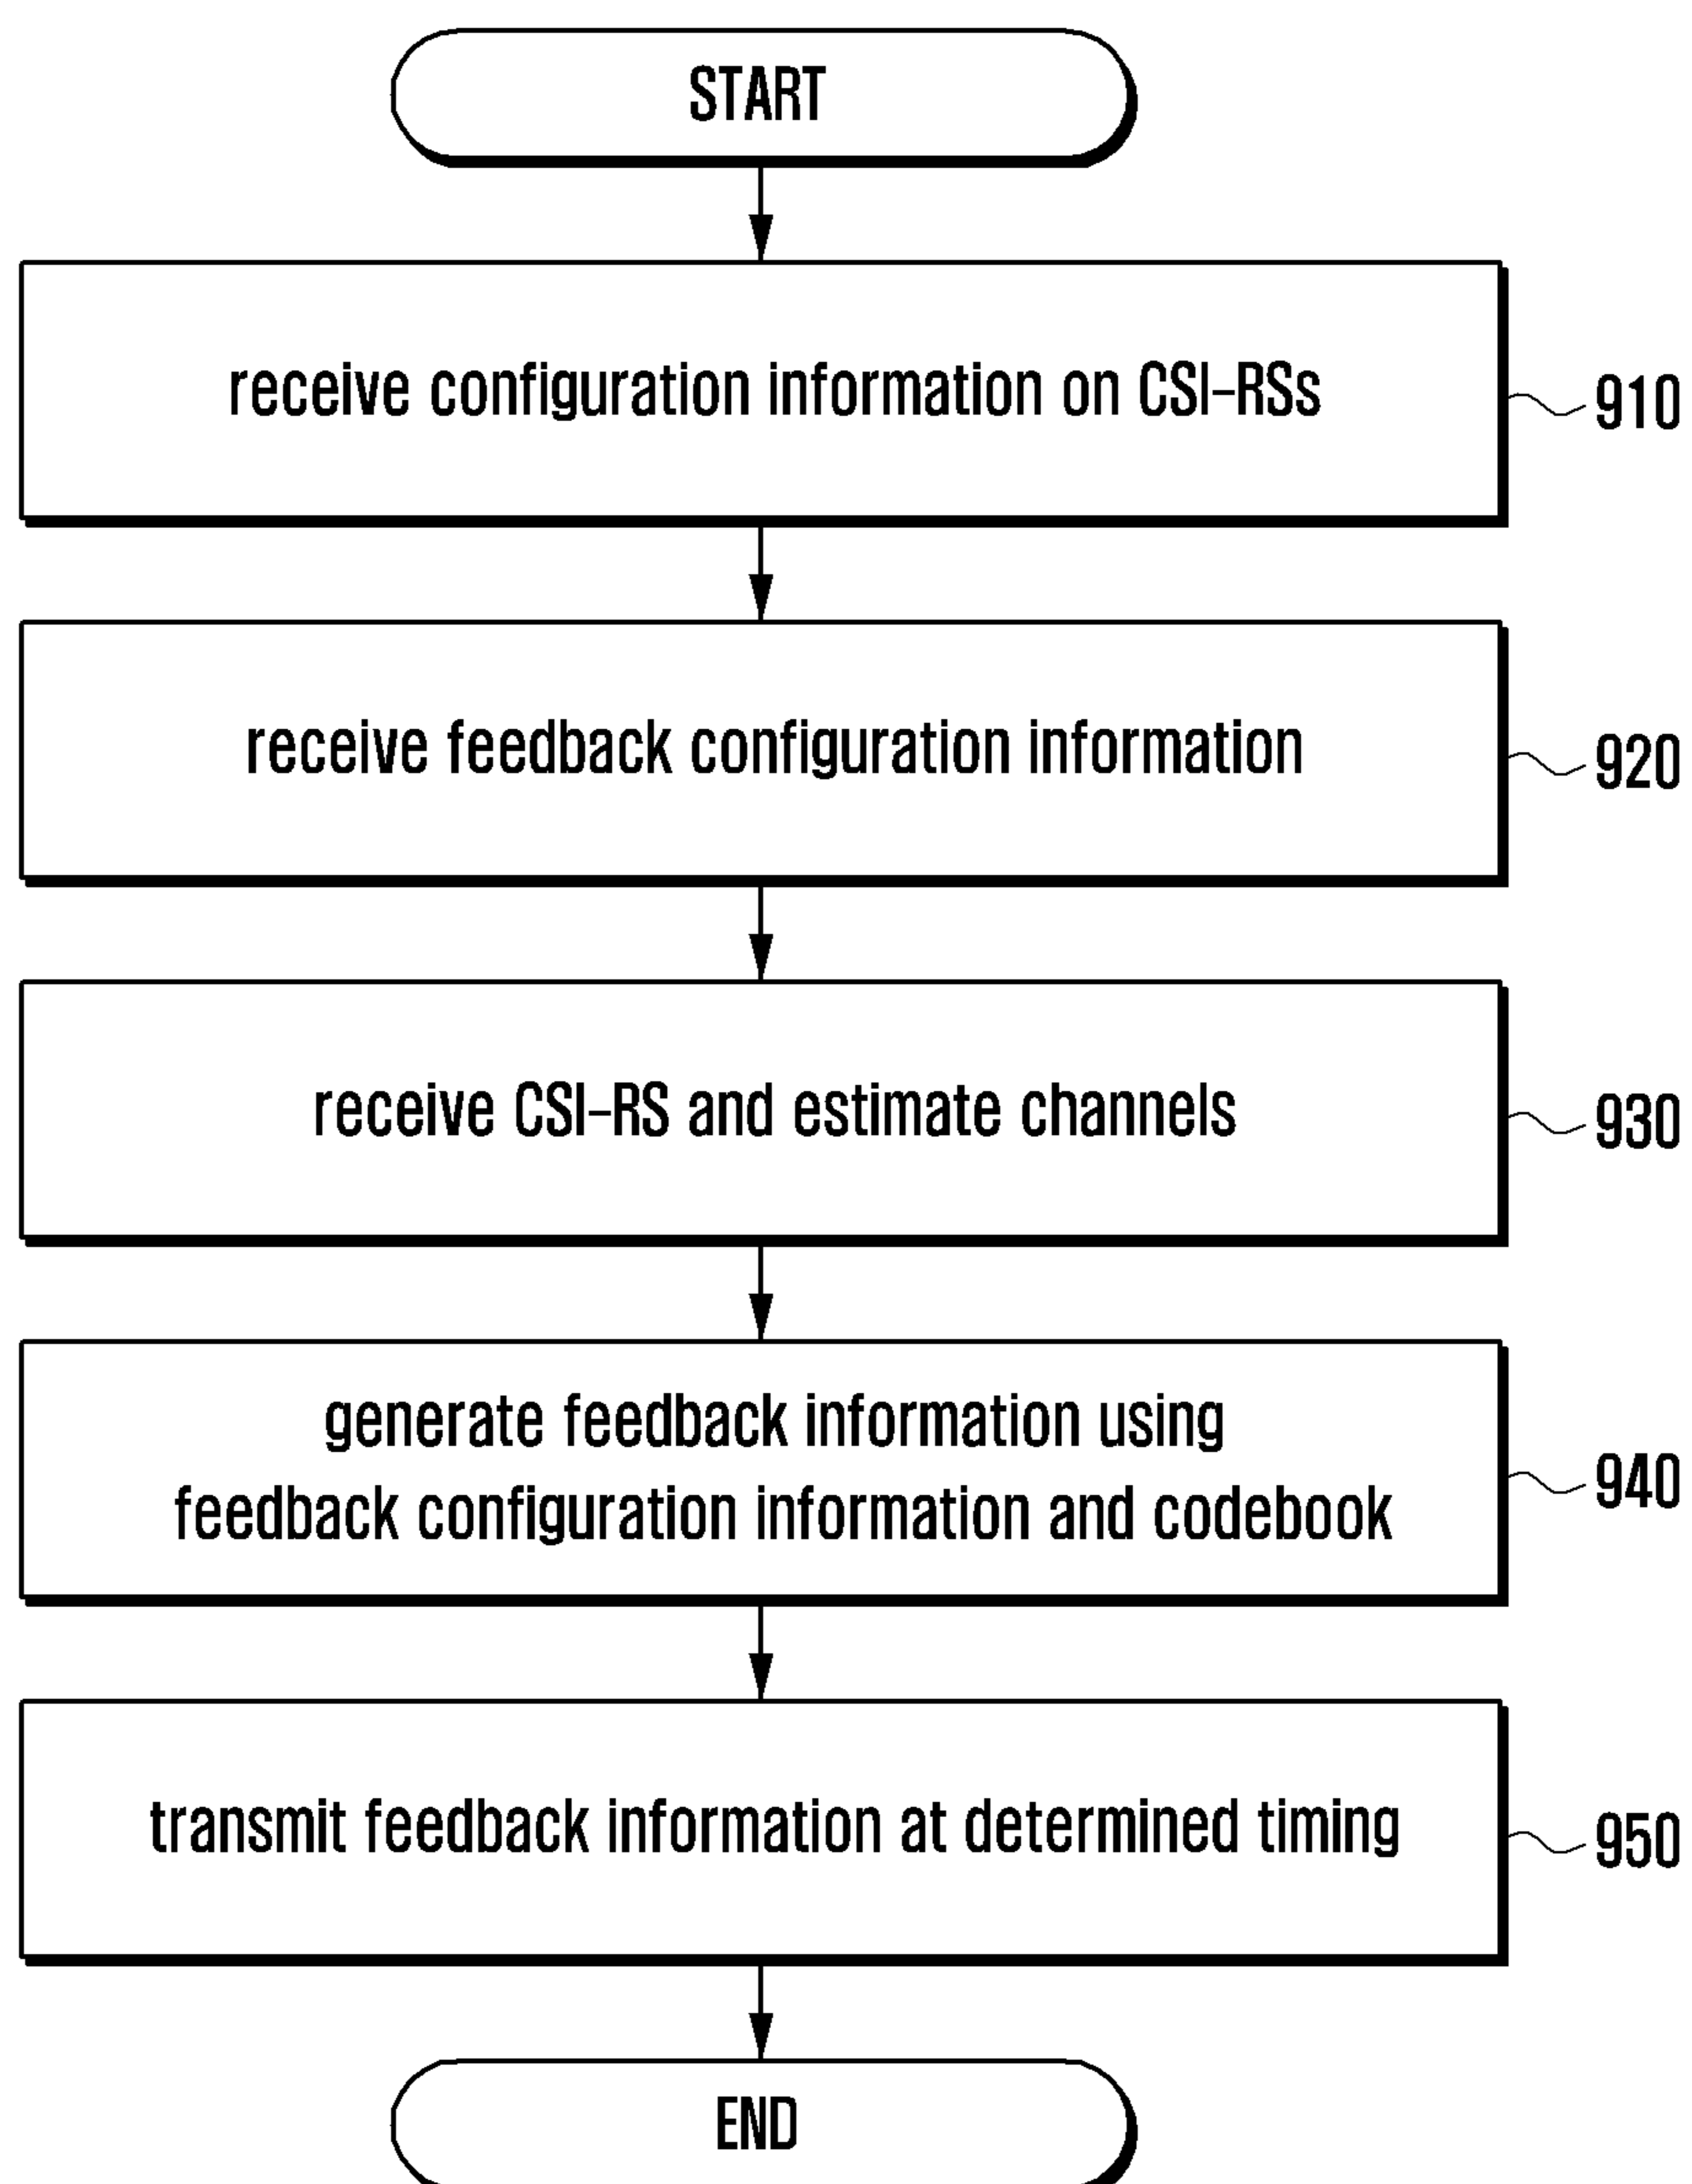 START
receive configuration information on CSI-RSs
910
receive feedback configuration information
920
receive CSI-RS and estimate channels
930
generate feedback information using
feedback configuration information and codebook
940
transmit feedback information at determined timing
950
END